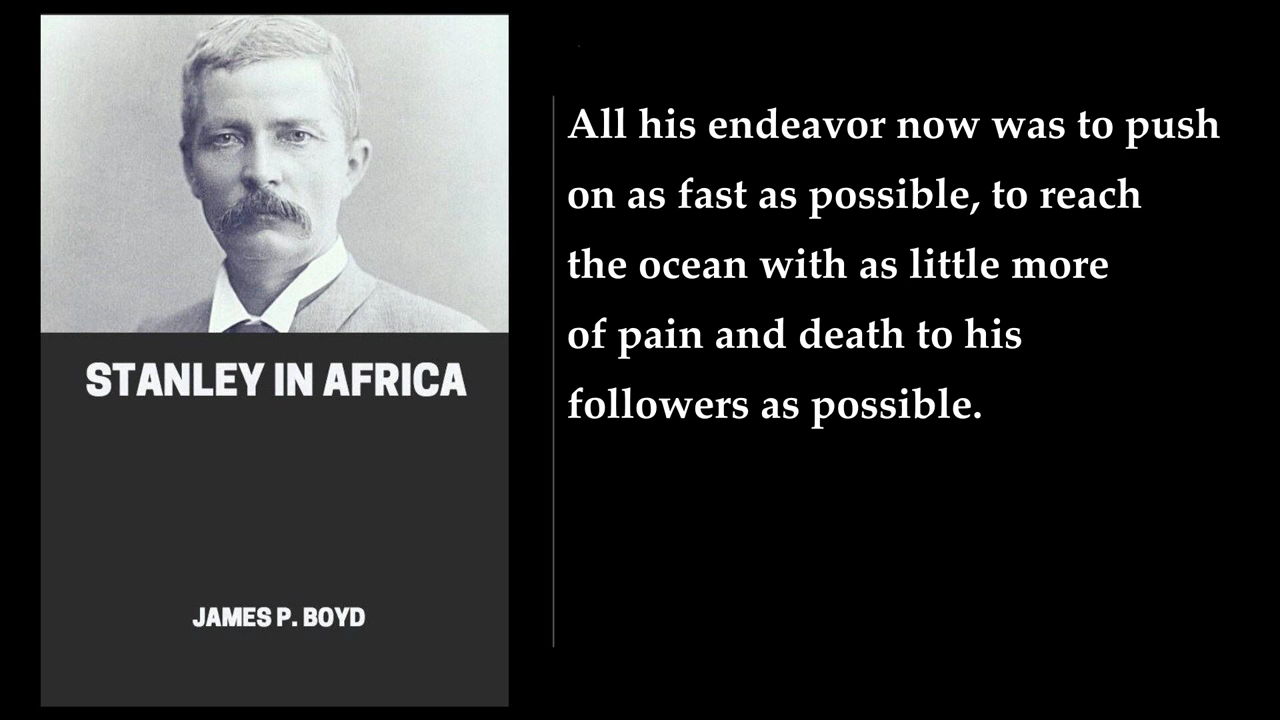 STANLEY IN AFRICA
JAMES P. BOYD
All his endeavor now was to push
on as fast as possible, to reach
the ocean with as little more
of pain and death to his
followers as possible.